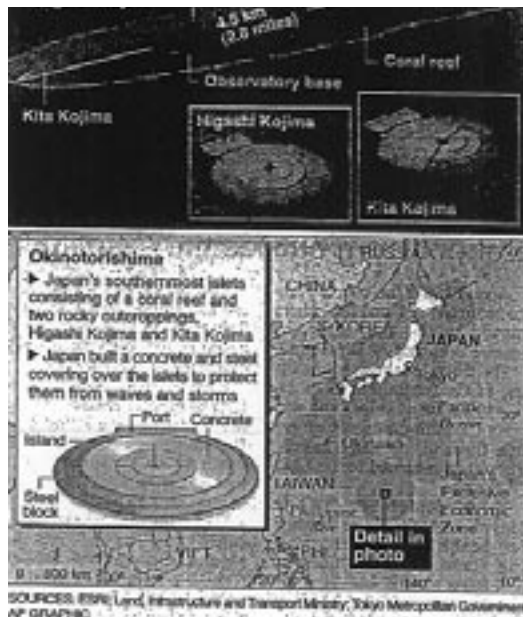 4.5 km
(2.8 miles)
Coral reef
Observatory base
Kita Kojima
Higashi Kojima
Kita Kojima
Okinotorishima
▶ Japan's southernmost islets
consisting of a coral reef and
two rocky outcroppings,
Higashi Kojima and Kita Kojima
▶ Japan built a concrete and steel
covering over the islets to protect
them from waves and storms
Port
Concrete
Island
Steel
block
RUSSIA
CHINA
S. KOREA
JAPAN
TAIWAN
Japan's
Exclusive
Economic
Zone
Detail in
photo
140°
SOURCES: ESRI; Land, Infrastructure and Transport Ministry; Tokyo Metropolitan Government
AP GRAPHIC